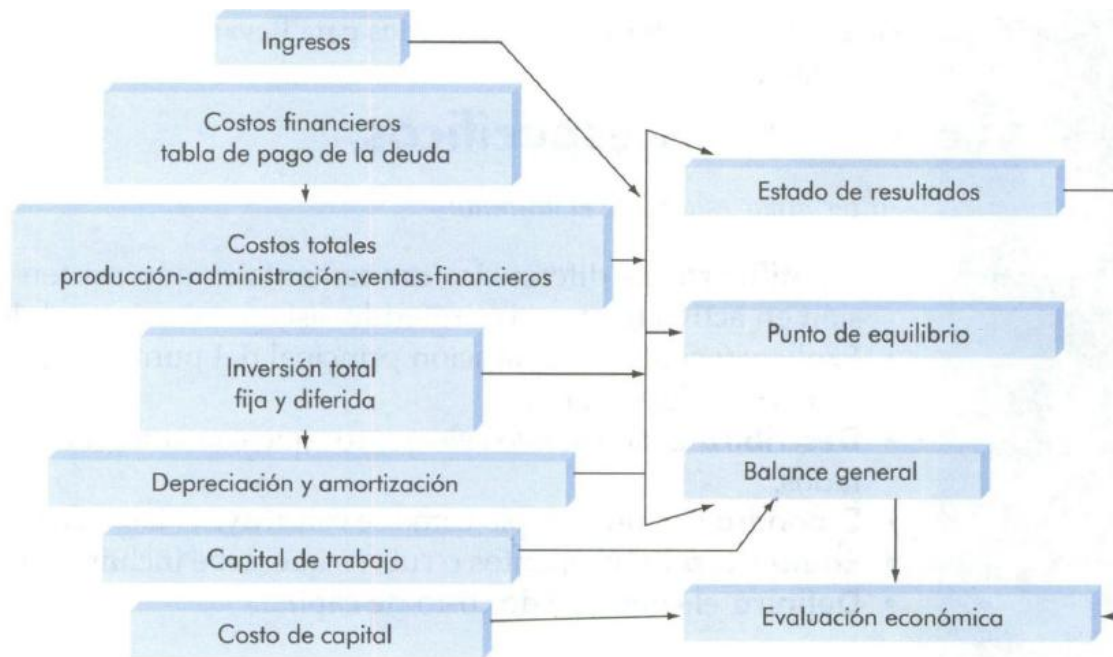 Ingresos
Costos financieros
tabla de pago de la deuda
Costos totales
producción-administración-ventas-financieros
Inversión total
fija y diferida
Depreciación y amortización
Capital de trabajo
Costo de capital
Estado de resultados
Punto de equilibrio
Balance general
Evaluación económica